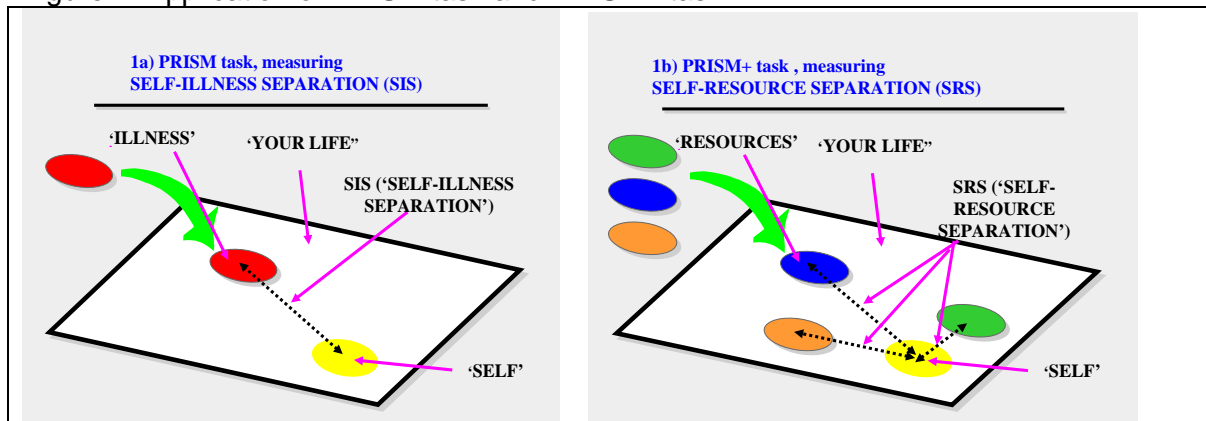 1a) PRISM task, measuring
SELF-ILLNESS SEPARATION (SIS)
‘ILLNESS’
‘YOUR LIFE”
SIS (‘SELF-ILLNESS
SEPARATION’)
‘SELF’
1b) PRISM+ task , measuring
SELF-RESOURCE SEPARATION (SRS)
‘RESOURCES’
‘YOUR LIFE”
SRS (‘SELF-
RESOURCE
SEPARATION’)
‘SELF’